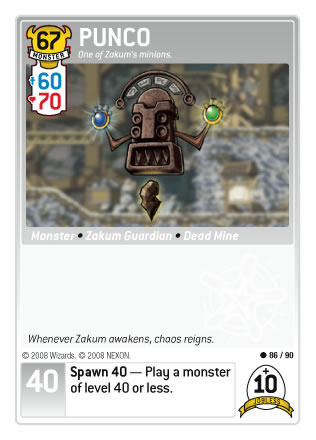 67
MONSTER
PUNCO
One of Zakum's minions.
60
70
Monster • Zakum Guardian • Dead Mine
Whenever Zakum awakens, chaos reigns.
© 2008 Wizards. © 2008 NEXON.
● 86 / 90
40
Spawn 40 — Play a monster
of level 40 or less.
+
10
JOBLESS